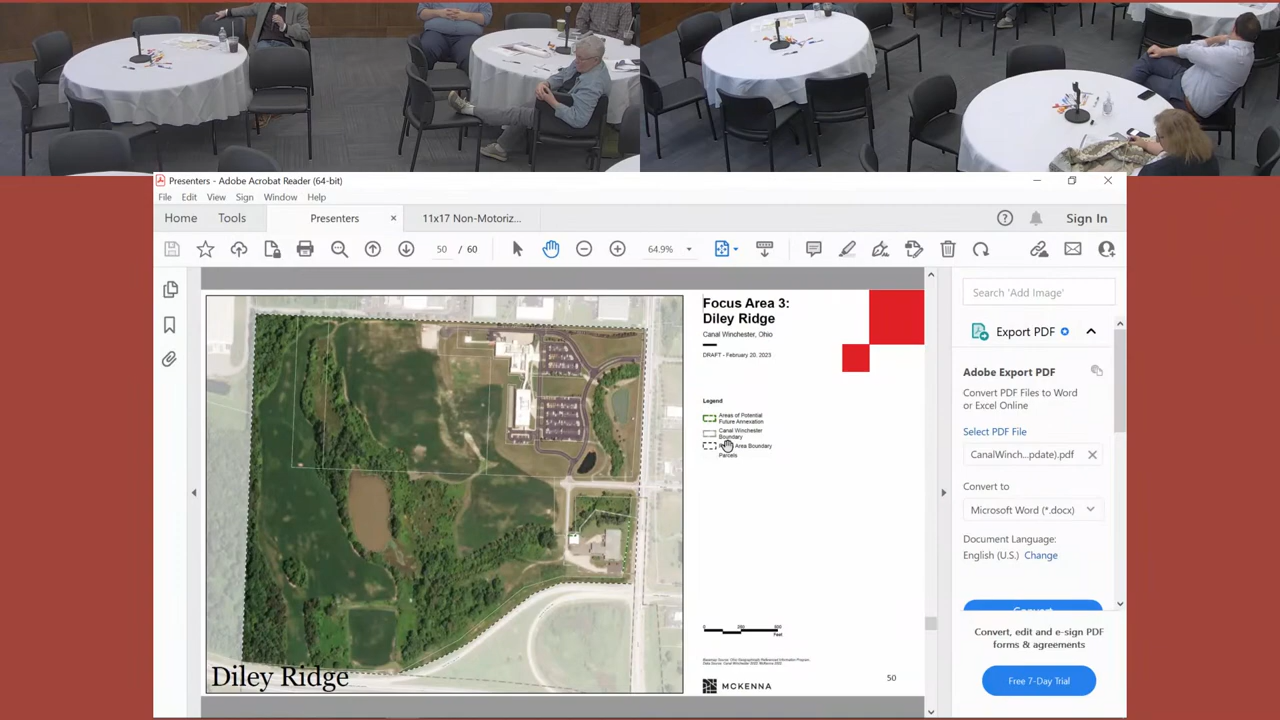 Presenters - Adobe Acrobat Reader (64-bit)
File Edit View Sign Window Help
Home Tools Presenters × 11x17 Non-Motoriz... Sign In
50 / 60 64.9%
Focus Area 3:
Diley Ridge
Canal Winchester, Ohio
DRAFT - February 20, 2023
Legend
Areas of Potential
Future Annexation
Canal Winchester
Boundary
Area Boundary
Parcels
Feet
MCKENNA
50
Diley Ridge
Search 'Add Image'
Export PDF
Adobe Export PDF
Convert PDF Files to Word
or Excel Online
Select PDF File
CanalWinch...pdate).pdf
Convert to
Microsoft Word (*.docx)
Document Language:
English (U.S.) Change
Convert
Convert, edit and e-sign PDF
forms & agreements
Free 7-Day Trial